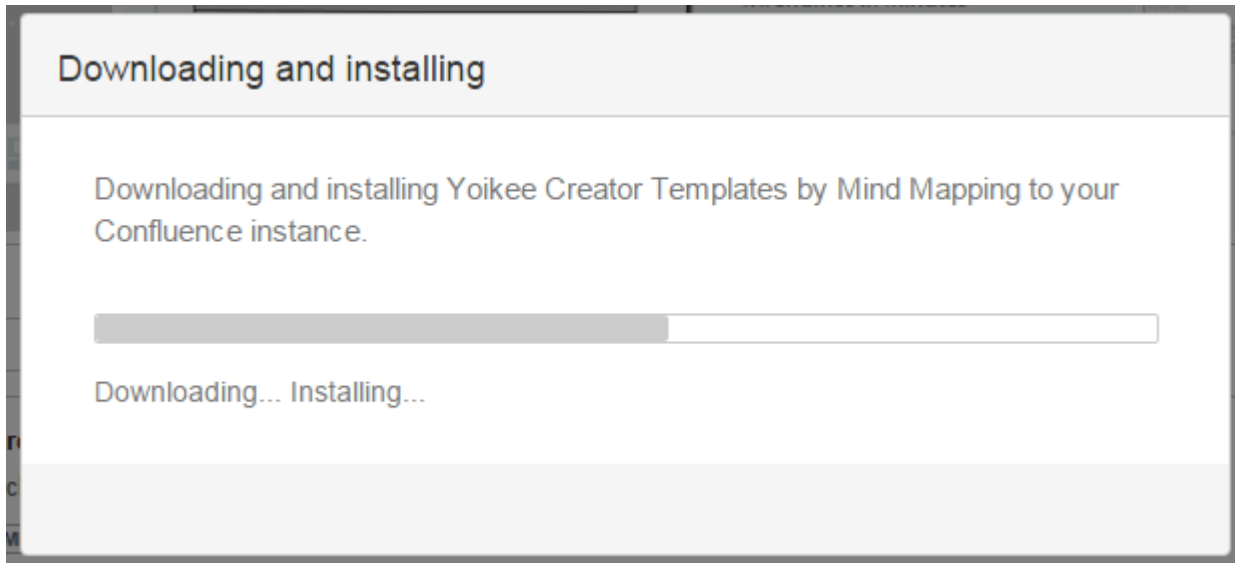 Downloading and installing
Downloading and installing Yoikee Creator Templates by Mind Mapping to your
Confluence instance.
Downloading... Installing...